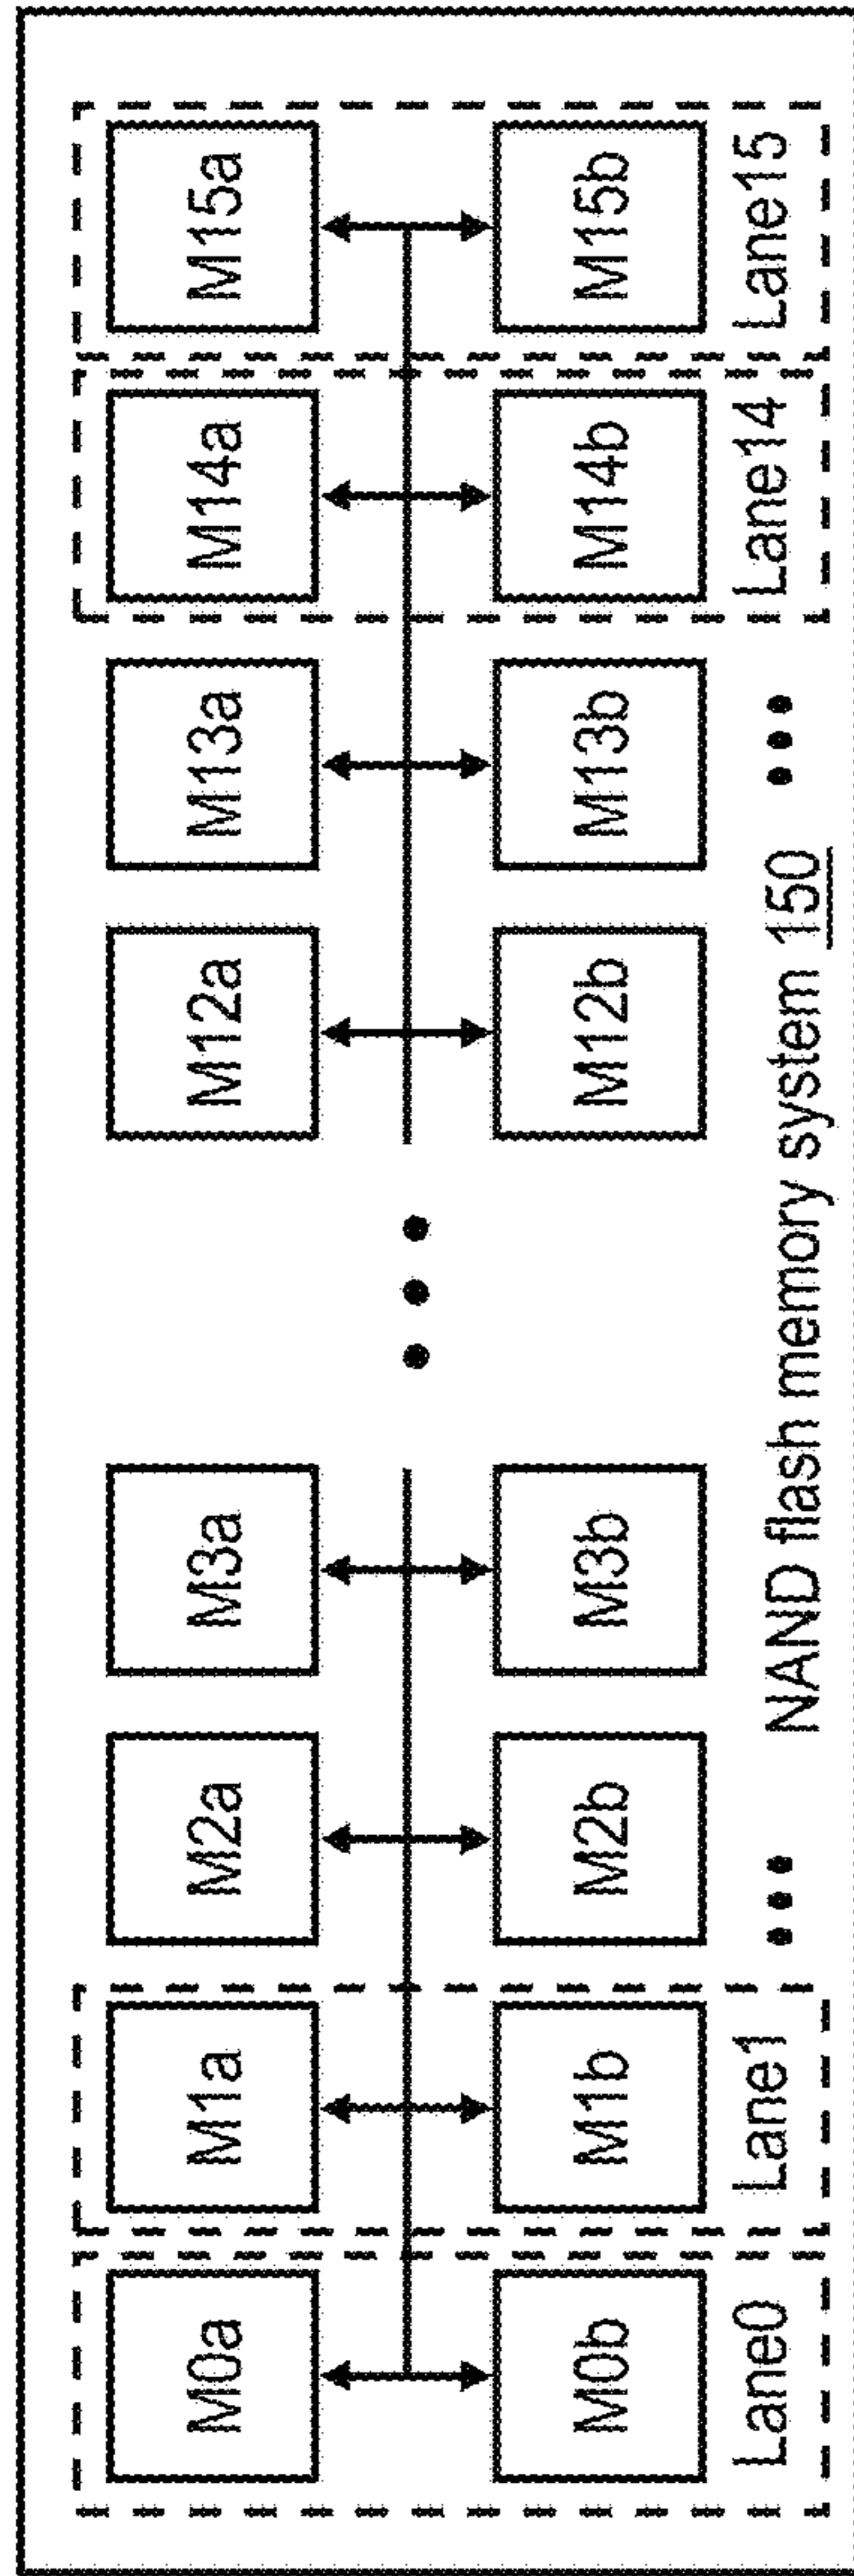 M0a M1a M2a M3a M12a M13a M14a M15a
M0b M1b M2b M3b M12b M13b M14b M15b
Lane0 Lane1 ••• ••• Lane14 Lane15
NAND flash memory system 150